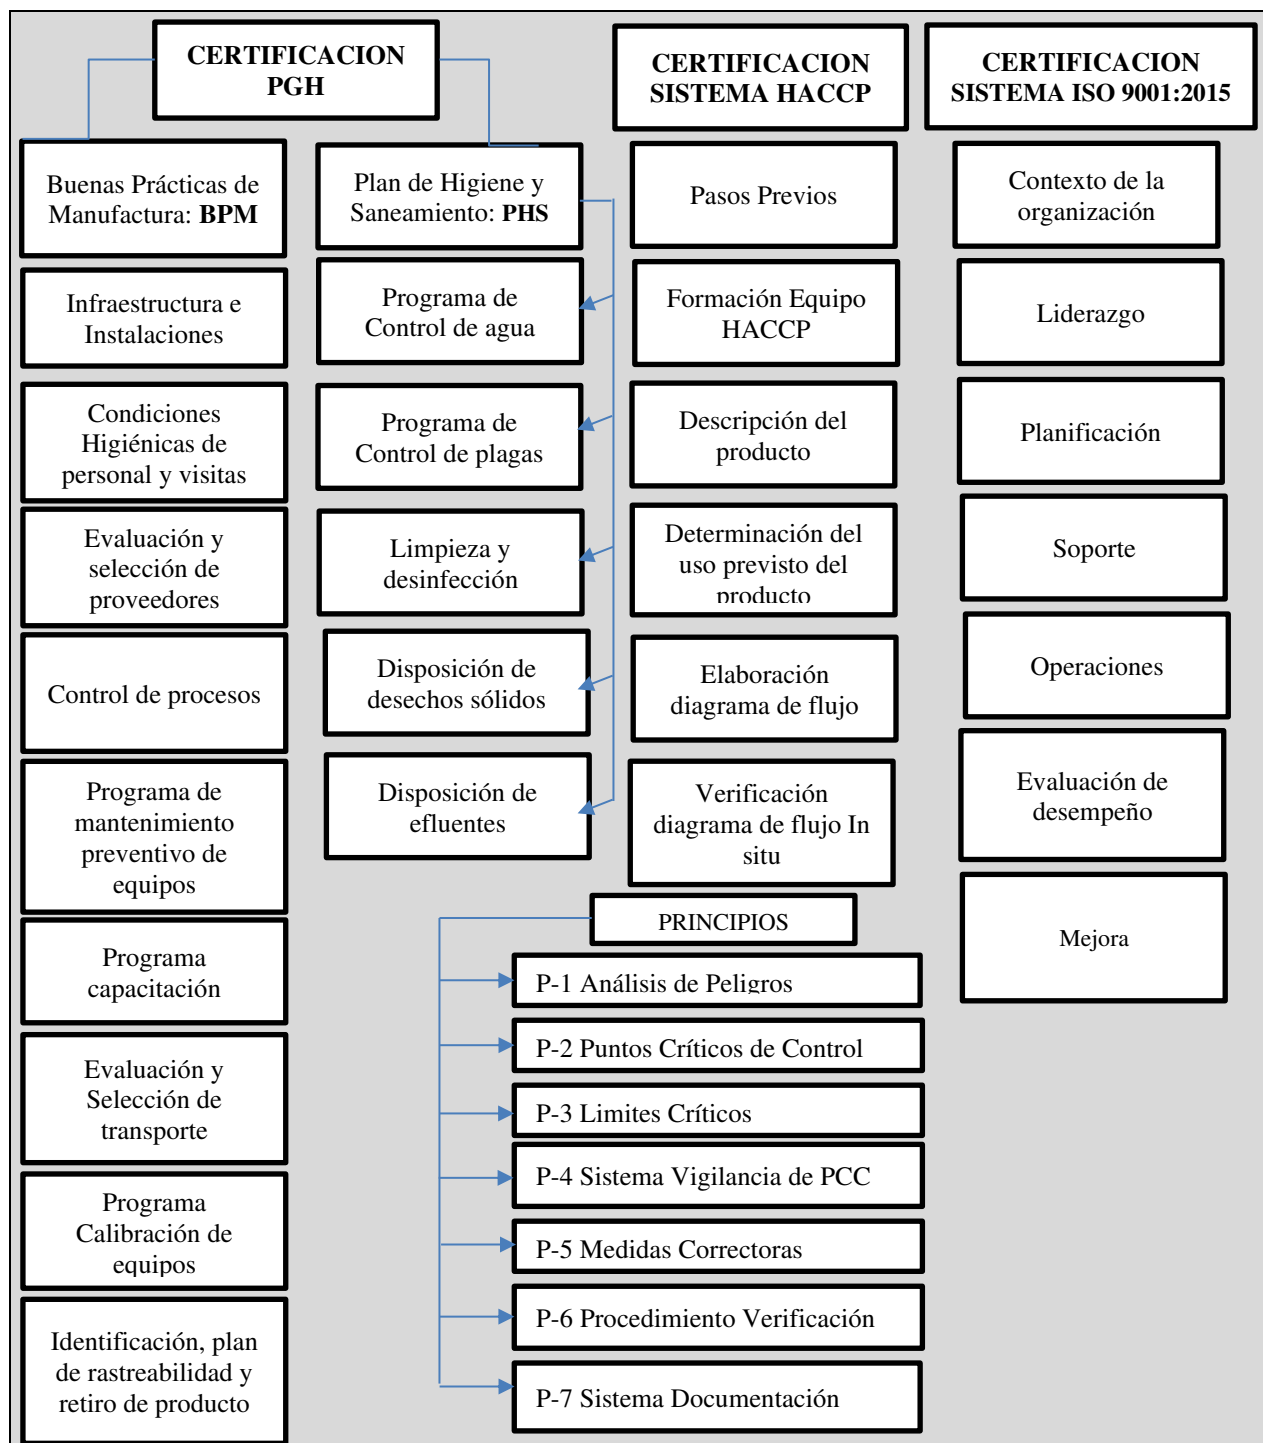 CERTIFICACION
PGH
CERTIFICACION
SISTEMA HACCP
CERTIFICACION
SISTEMA ISO 9001:2015
Buenas Prácticas de
Manufactura: BPM
Infraestructura e
Instalaciones
Condiciones
Higiénicas de
personal y visitas
Evaluación y
selección de
proveedores
Control de procesos
Programa de
mantenimiento
preventivo de
equipos
Programa
capacitación
Evaluación y
Selección de
transporte
Programa
Calibración de
equipos
Identificación, plan
de rastreabilidad y
retiro de producto
Plan de Higiene y
Saneamiento: PHS
Programa de
Control de agua
Programa de
Control de plagas
Limpieza y
desinfección
Disposición de
desechos sólidos
Disposición de
efluentes
Pasos Previos
Formación Equipo
HACCP
Descripción del
producto
Determinación del
uso previsto del
producto
Elaboración
diagrama de flujo
Verificación
diagrama de flujo In
situ
PRINCIPIOS
P-1 Análisis de Peligros
P-2 Puntos Críticos de Control
P-3 Limites Críticos
P-4 Sistema Vigilancia de PCC
P-5 Medidas Correctoras
P-6 Procedimiento Verificación
P-7 Sistema Documentación
Contexto de la
organización
Liderazgo
Planificación
Soporte
Operaciones
Evaluación de
desempeño
Mejora